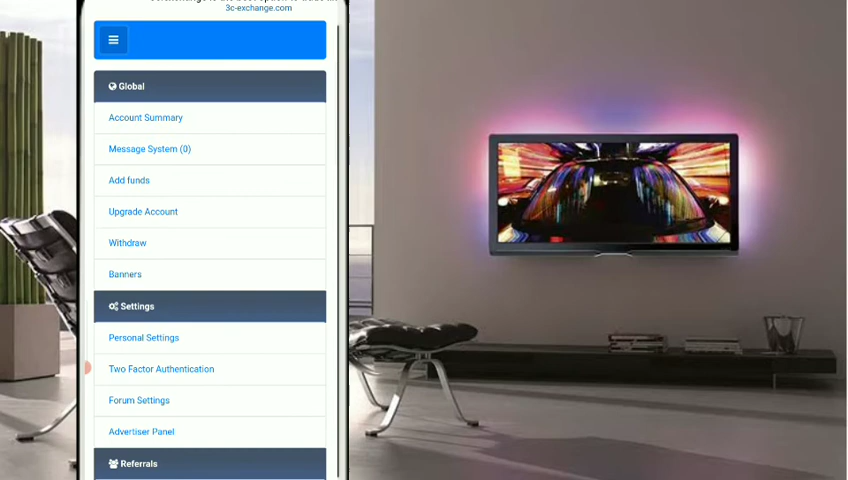 3c-exchange.com
Global
Account Summary
Message System (0)
Add funds
Upgrade Account
Withdraw
Banners
Settings
Personal Settings
Two Factor Authentication
Forum Settings
Advertiser Panel
Referrals